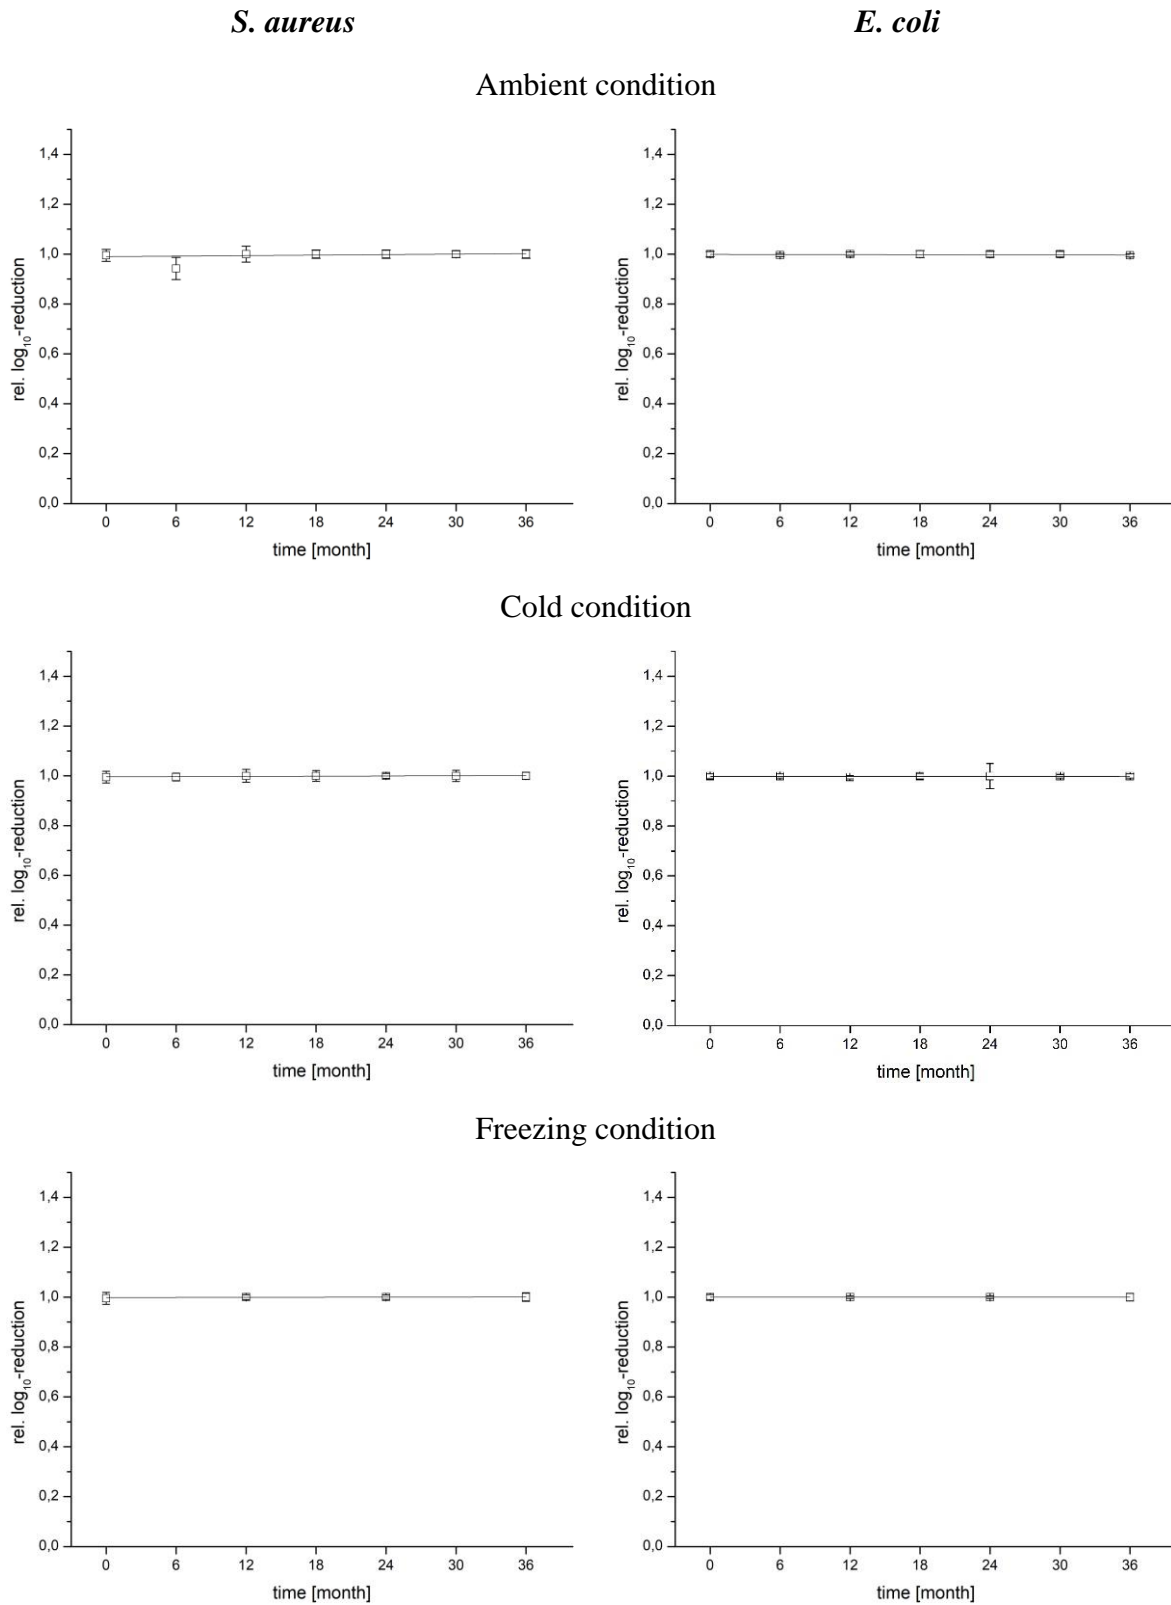 S. aureus
E. coli
Ambient condition
1,4
1,2
1,0
0,8
0,6
0,4
0,2
0,0
rel. log10-reduction
0 6 12 18 24 30 36
time [month]
1,4
1,2
1,0
0,8
0,6
0,4
0,2
0,0
rel. log10-reduction
0 6 12 18 24 30 36
time [month]
Cold condition
1,4
1,2
1,0
0,8
0,6
0,4
0,2
0,0
rel. log10-reduction
0 6 12 18 24 30 36
time [month]
1,4
1,2
1,0
0,8
0,6
0,4
0,2
0,0
rel. log10-reduction
0 6 12 18 24 30 36
time [month]
Freezing condition
1,4
1,2
1,0
0,8
0,6
0,4
0,2
0,0
rel. log10-reduction
0 6 12 18 24 30 36
time [month]
1,4
1,2
1,0
0,8
0,6
0,4
0,2
0,0
rel. log10-reduction
0 6 12 18 24 30 36
time [month]